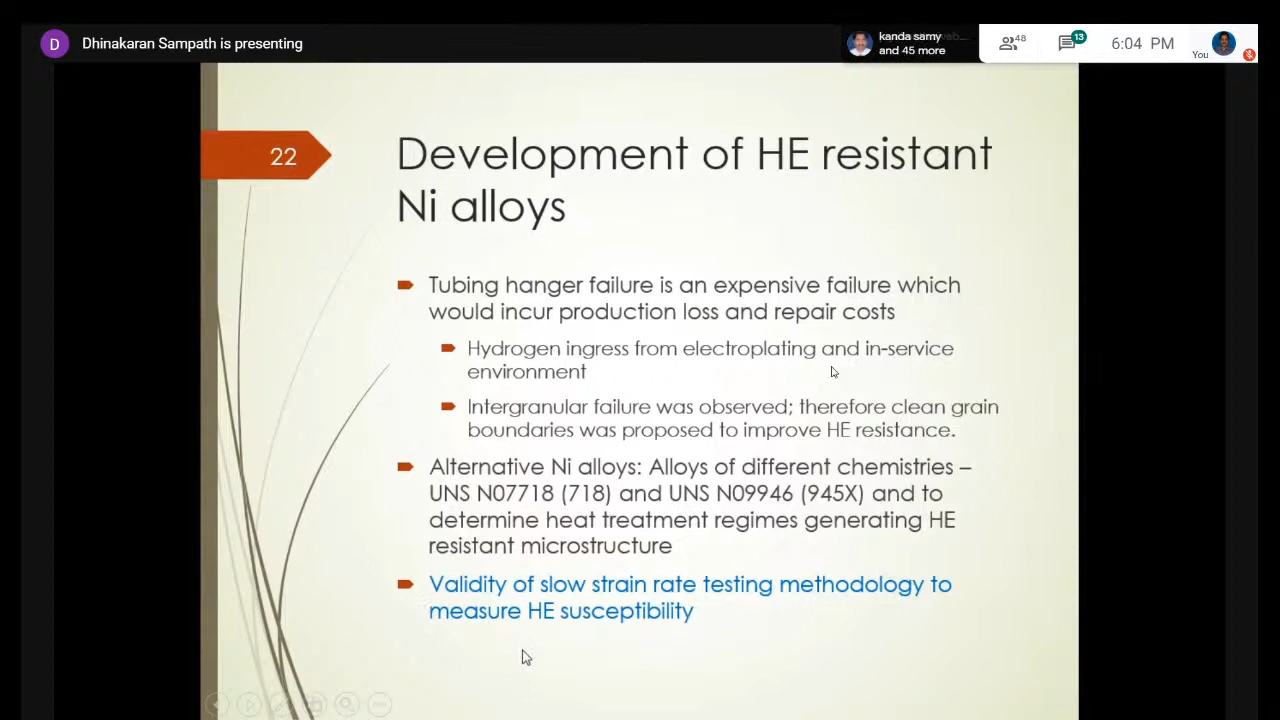 D
Dhinakaran Sampath is presenting
kanda samy
and 45 more
48
13
6:04 PM
You
22
Development of HE resistant
Ni alloys
Tubing hanger failure is an expensive failure which
would incur production loss and repair costs
Hydrogen ingress from electroplating and in-service
environment
Intergranular failure was observed; therefore clean grain
boundaries was proposed to improve HE resistance.
Alternative Ni alloys: Alloys of different chemistries –
UNS N07718 (718) and UNS N09946 (945X) and to
determine heat treatment regimes generating HE
resistant microstructure
Validity of slow strain rate testing methodology to
measure HE susceptibility